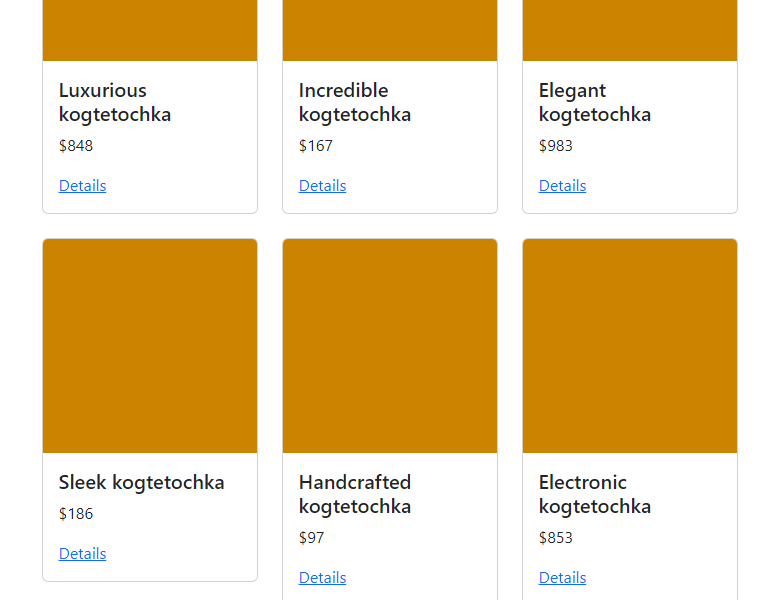 Luxurious
kogtetochka
$848
Details
Incredible
kogtetochka
$167
Details
Elegant
kogtetochka
$983
Details
Sleek kogtetochka
$186
Details
Handcrafted
kogtetochka
$97
Details
Electronic
kogtetochka
$853
Details